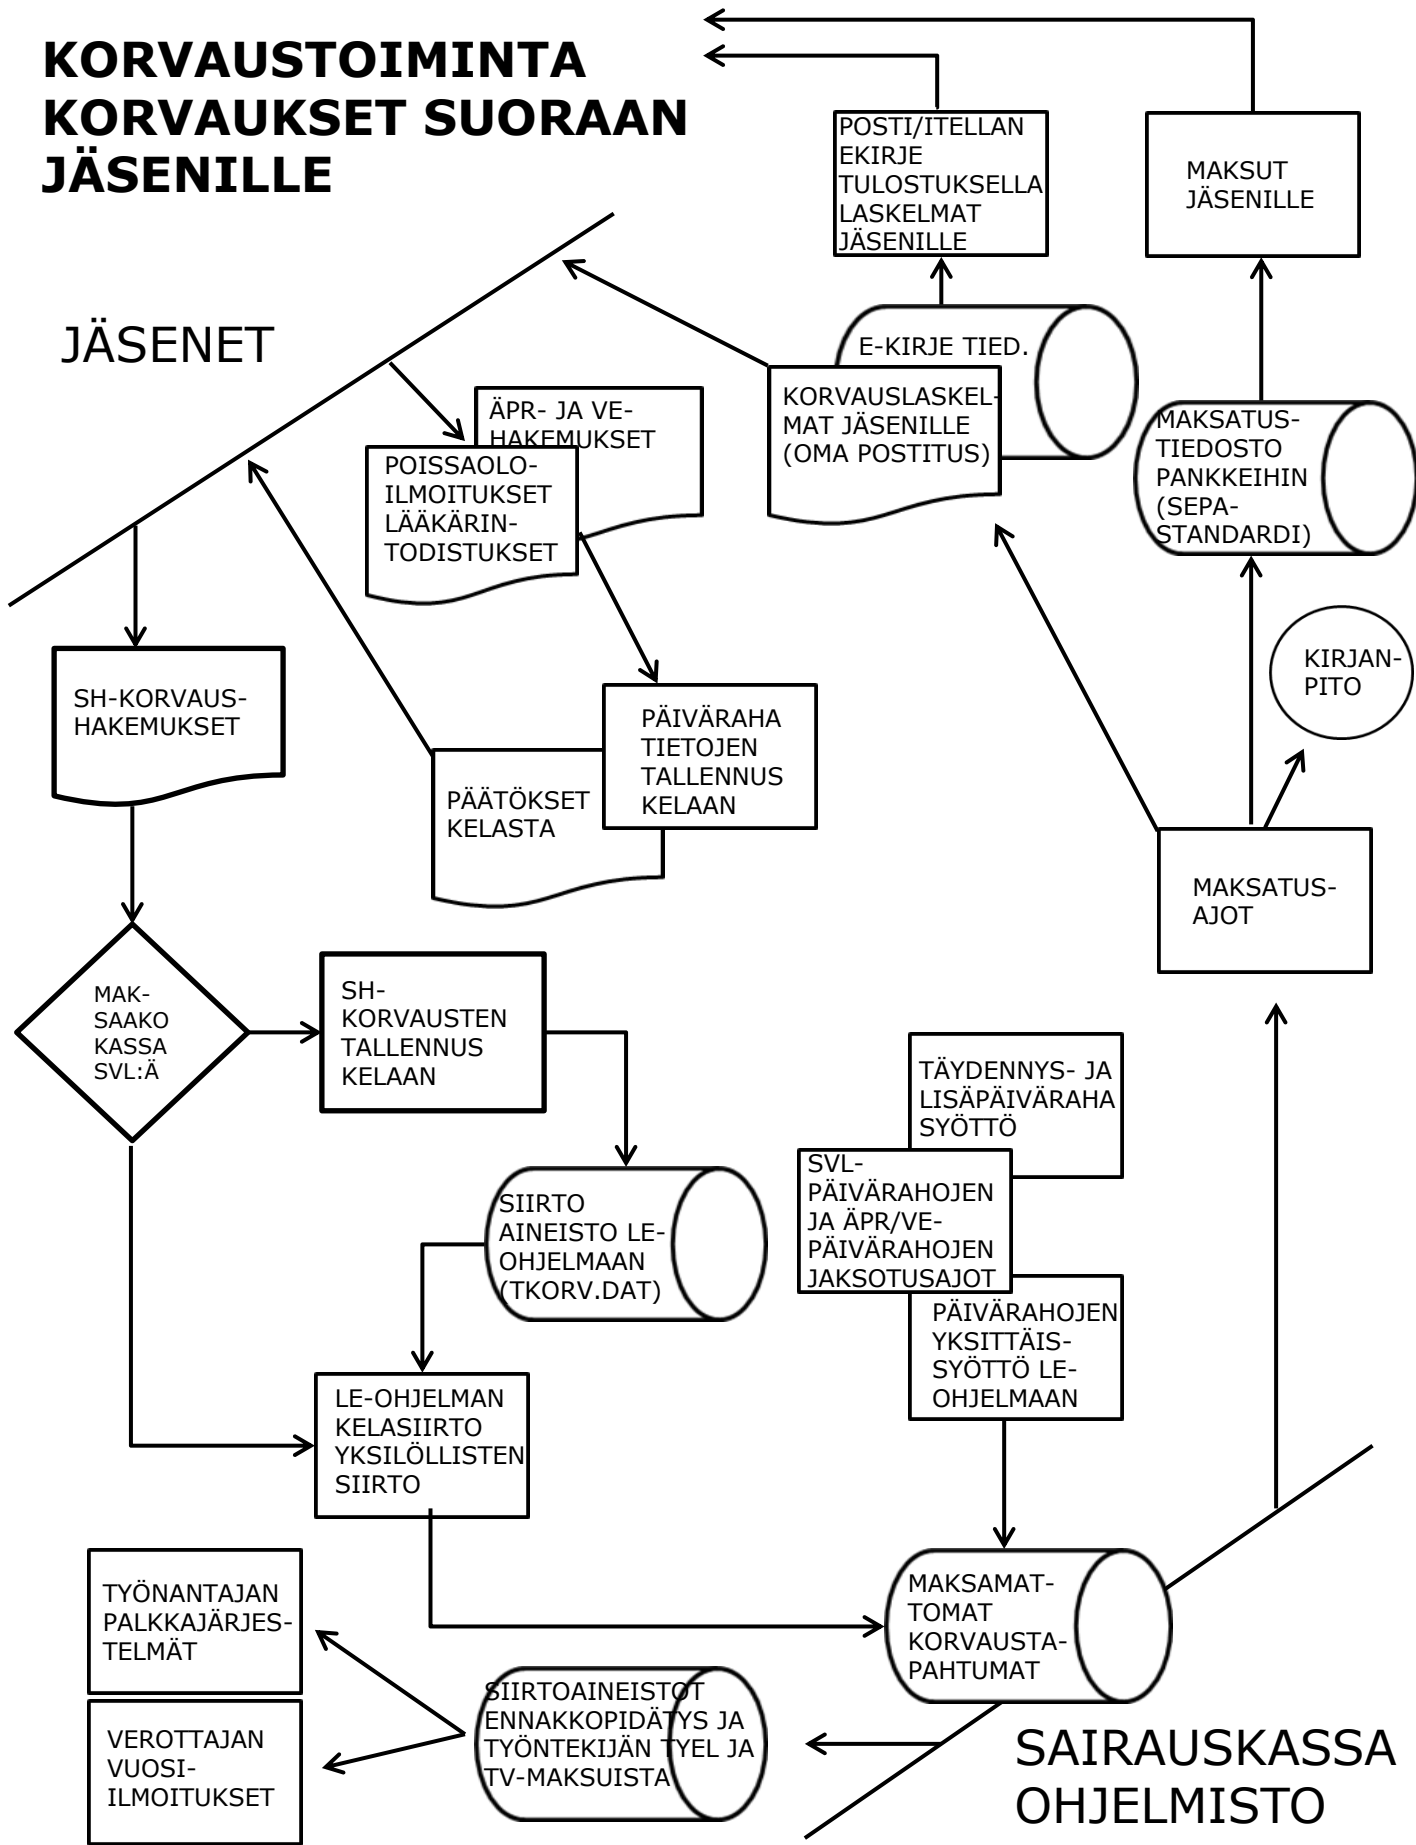 KORVAUSTOIMINTA
KORVAUKSET SUORAAN
JÄSENILLE
POSTI/ITELLAN
EKIRJE
TULOSTUKSELLA
LASKELMAT
JÄSENILLE
MAKSUT
JÄSENILLE
JÄSENET
E-KIRJE TIED.
KORVAUSLASKEL-
MAT JÄSENILLE
(OMA POSTITUS)
MAKSATUS-
TIEDOSTO
PANKKEIHIN
(SEPA-
STANDARDI)
ÄPR- JA VE-
HAKEMUKSET
POISSAOLO-
ILMOITUKSET
LÄÄKÄRIN-
TODISTUKSET
KIRJAN-
PITO
SH-KORVAUS-
HAKEMUKSET
PÄIVÄRAHA
TIETOJEN
TALLENNUS
KELAAN
PÄÄTÖKSET
KELASTA
MAKSATUS-
AJOT
MAK-
SAAKO
KASSA
SVL:Ä
SH-
KORVAUSTEN
TALLENNUS
KELAAN
TÄYDENNYS- JA
LISÄPÄIVÄRAHA
SYÖTTÖ
SVL-
PÄIVÄRAHOJEN
JA ÄPR/VE-
PÄIVÄRAHOJEN
JAKSOTUSAJOT
SIIRTO
AINEISTO LE-
OHJELMAAN
(TKORV.DAT)
PÄIVÄRAHOJEN
YKSITTÄIS-
SYÖTTÖ LE-
OHJELMAAN
LE-OHJELMAN
KELASIIRTO
YKSILÖLLISTEN
SIIRTO
MAKSAMAT-
TOMAT
KORVAUSTA-
PAHTUMAT
TYÖNANTAJAN
PALKKAJÄRJES-
TELMÄT
SIIRTOAINEISTOT
ENNAKKOPIDÄTYS JA
TYÖNTEKIJÄN TYEL JA
TV-MAKSUISTA
VEROTTAJAN
VUOSI-
ILMOITUKSET
SAIRAUSKASSA
OHJELMISTO